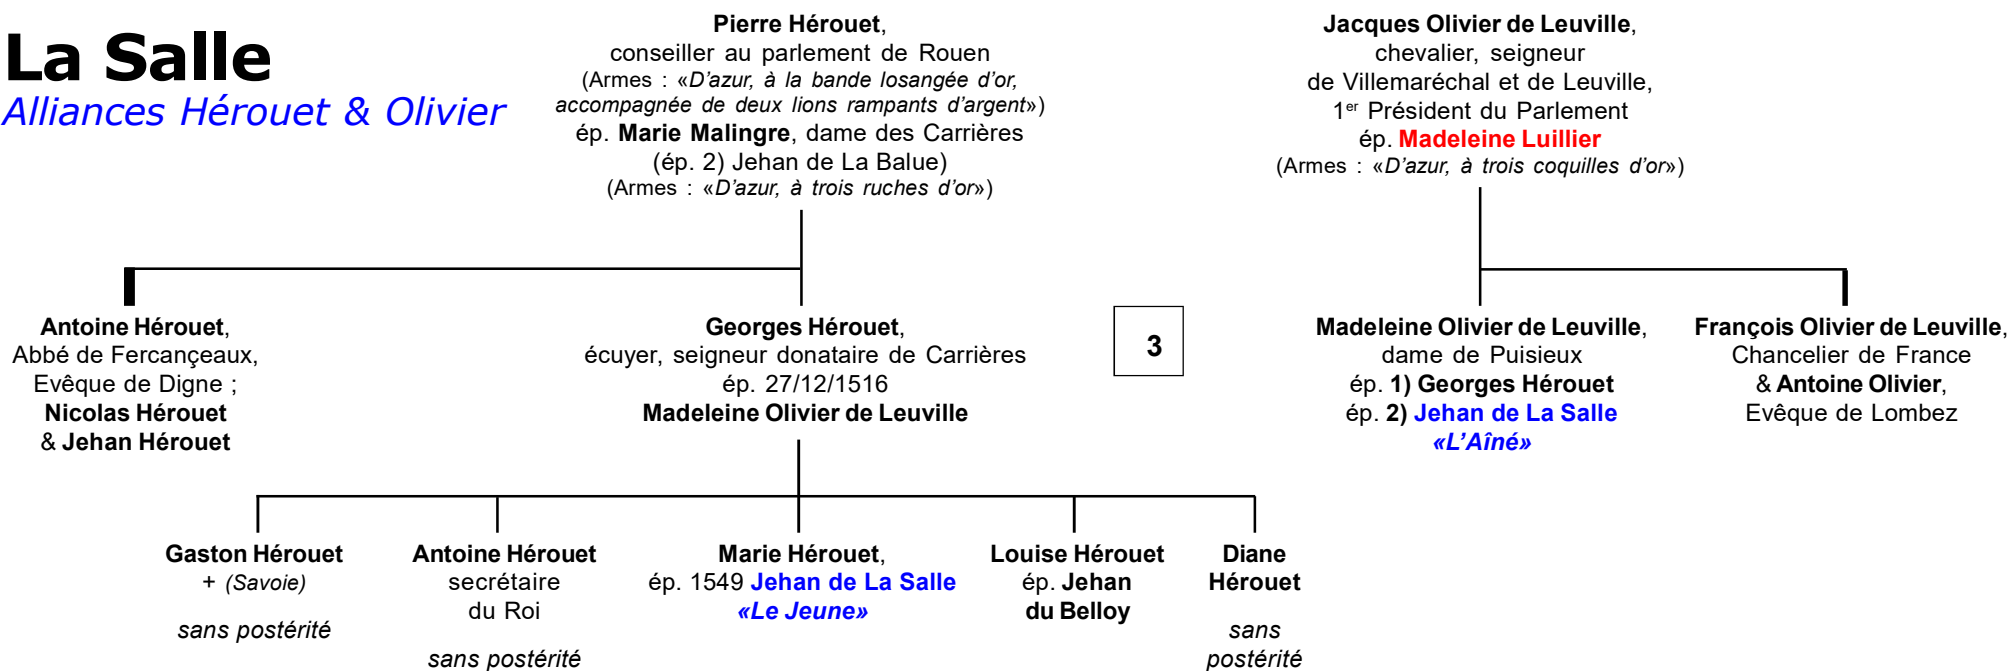 La Salle
Alliances Hérouet & Olivier
Pierre Hérouet,
conseiller au parlement de Rouen
(Armes : «D'azur, à la bande losangée d'or,
accompagnée de deux lions rampants d'argent»)
ép. Marie Malingre, dame des Carrières
(ép. 2) Jehan de La Balue)
(Armes : «D'azur, à trois ruches d'or»)
Jacques Olivier de Leuville,
chevalier, seigneur
de Villemaréchal et de Leuville,
1er Président du Parlement
ép. Madeleine Luillier
(Armes : «D'azur, à trois coquilles d'or»)
Antoine Hérouet,
Abbé de Fercançeaux,
Evêque de Digne ;
Nicolas Hérouet
& Jehan Hérouet
Georges Hérouet,
écuyer, seigneur donataire de Carrières
ép. 27/12/1516
Madeleine Olivier de Leuville
3
Madeleine Olivier de Leuville,
dame de Puisieux
ép. 1) Georges Hérouet
ép. 2) Jehan de La Salle
«L'Aîné»
François Olivier de Leuville,
Chancelier de France
& Antoine Olivier,
Evêque de Lombez
Gaston Hérouet
+ (Savoie)
sans postérité
Antoine Hérouet
secrétaire
du Roi
sans postérité
Marie Hérouet,
ép. 1549 Jehan de La Salle
«Le Jeune»
Louise Hérouet
ép. Jehan
du Belloy
Diane
Hérouet
sans
postérité